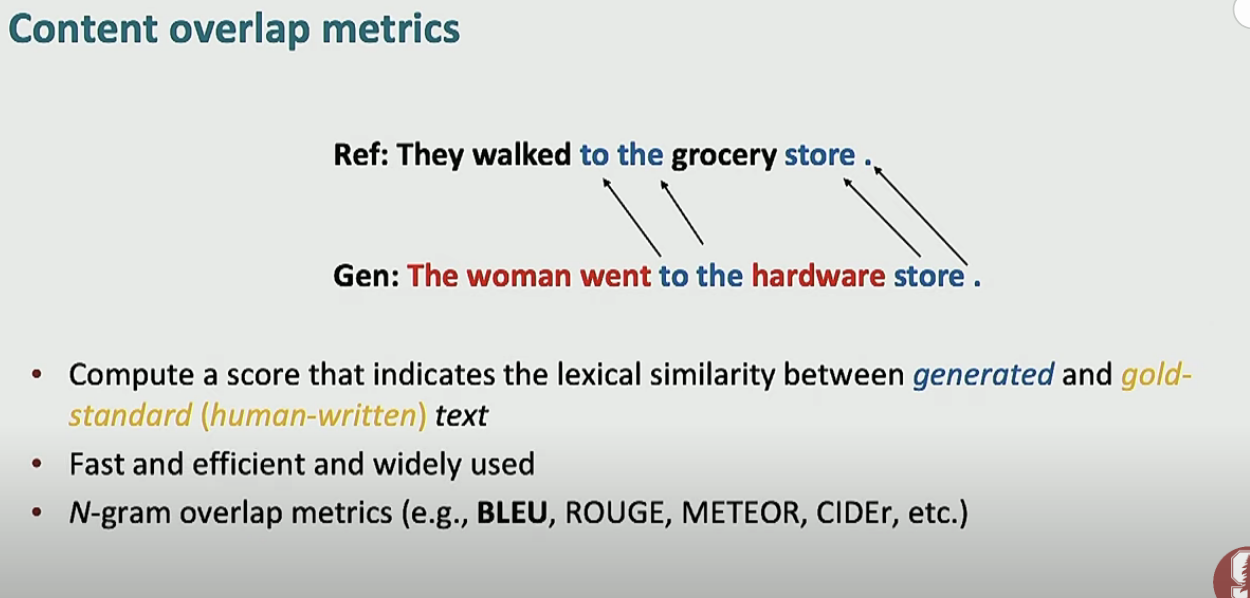 Content overlap metrics
Ref: They walked to the grocery store .
Gen: The woman went to the hardware store .
• Compute a score that indicates the lexical similarity between generated and gold-
standard (human-written) text
• Fast and efficient and widely used
• N-gram overlap metrics (e.g., BLEU, ROUGE, METEOR, CIDEr, etc.)